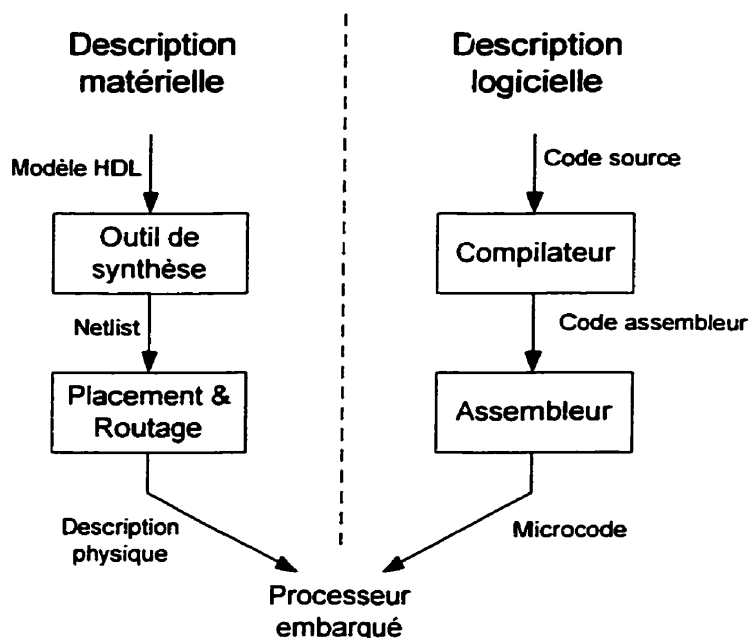 Description
matérielle
Description
logicielle
Modèle HDL
Code source
Outil de
synthèse
Compilateur
Netlist
Code assembleur
Placement &
Routage
Assembleur
Description
physique
Microcode
Processeur
embarqué